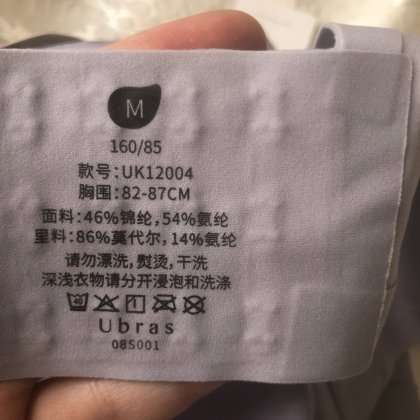 M
160/85
款号:UK12004
胸围:82-87CM
面料:46%锦纶,54%氨纶
里料:86%莫代尔,14%氨纶
请勿漂洗,熨烫,干洗
深浅衣物请分开浸泡和洗涤
40
Ubras
08S001